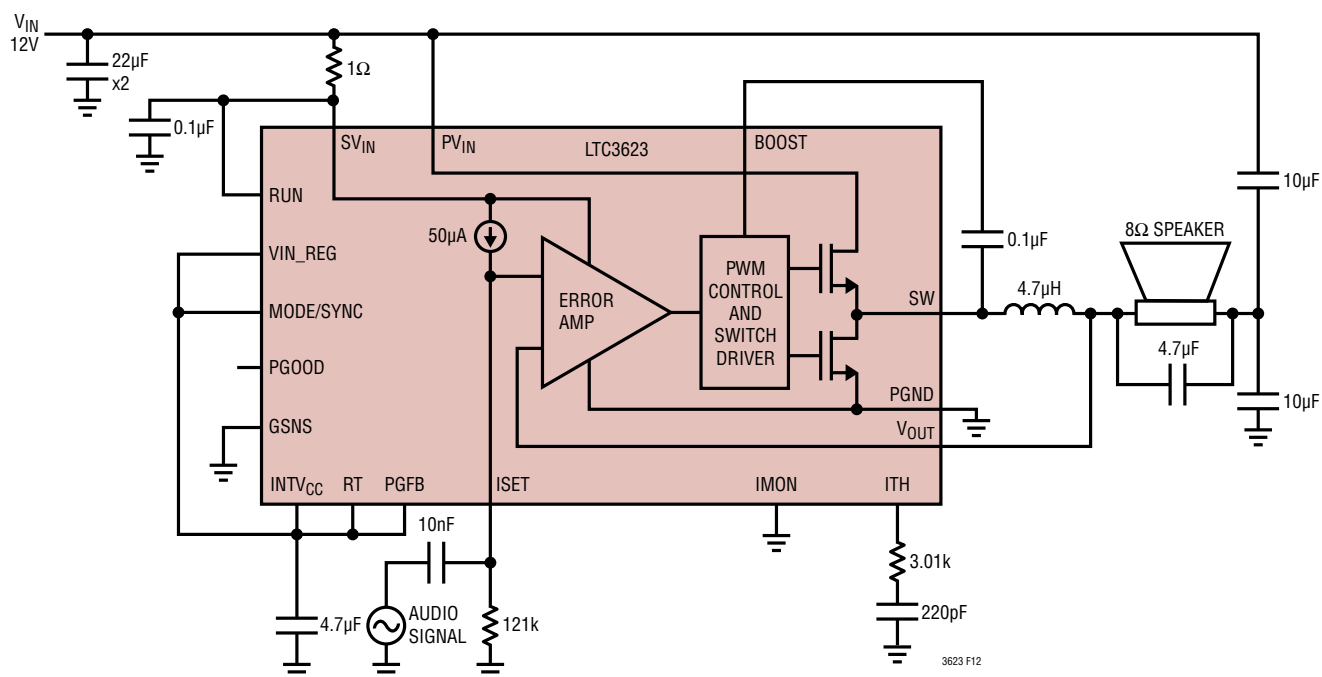 VIN
12V
22µF
x2
1Ω
0.1µF
SVIN
PVIN
LTC3623
BOOST
10µF
RUN
50µA
0.1µF
8Ω SPEAKER
VIN_REG
ERROR
AMP
PWM
CONTROL
AND
SWITCH
DRIVER
SW
4.7µH
MODE/SYNC
4.7µF
PGOOD
PGND
10µF
GSNS
VOUT
INTVCC
RT
PGFB
ISET
IMON
ITH
10nF
3.01k
4.7µF
AUDIO
SIGNAL
121k
220pF
3623 F12